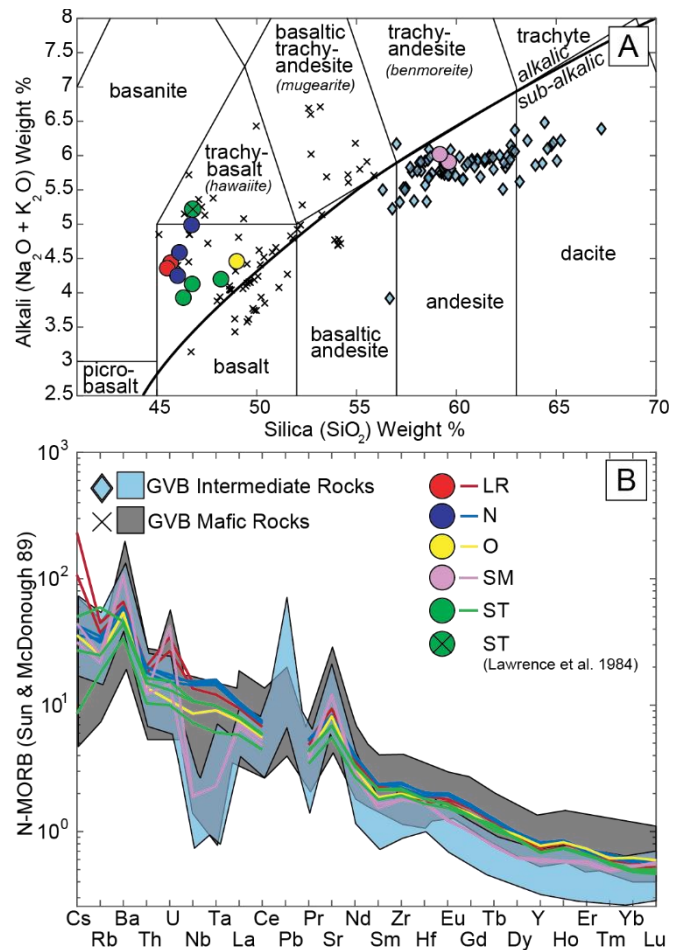 8
7.5
7
6.5
6
5.5
5
4.5
4
3.5
3
2.5
Alkali (Na2O + K2O) Weight %
A
basaltic
trachy-
andesite
(mugearite)
trachy-
andesite
(benmoreite)
trachyte
alkalic
sub-alkalic
basanite
trachy-
basalt
(hawaiite)
dacite
andesite
basaltic
andesite
basalt
picro-
basalt
45 50 55 60 65 70
Silica (SiO2) Weight %
B
GVB Intermediate Rocks
GVB Mafic Rocks
LR
N
O
SM
ST
ST
(Lawrence et al. 1984)
10³
10²
10¹
10⁰
N-MORB (Sun & McDonough 89)
Cs Ba U Ta Ce Pr Nd Zr Eu Tb Y Er Yb
Rb Th Nb La Pb Sr Sm Hf Gd Dy Ho Tm Lu